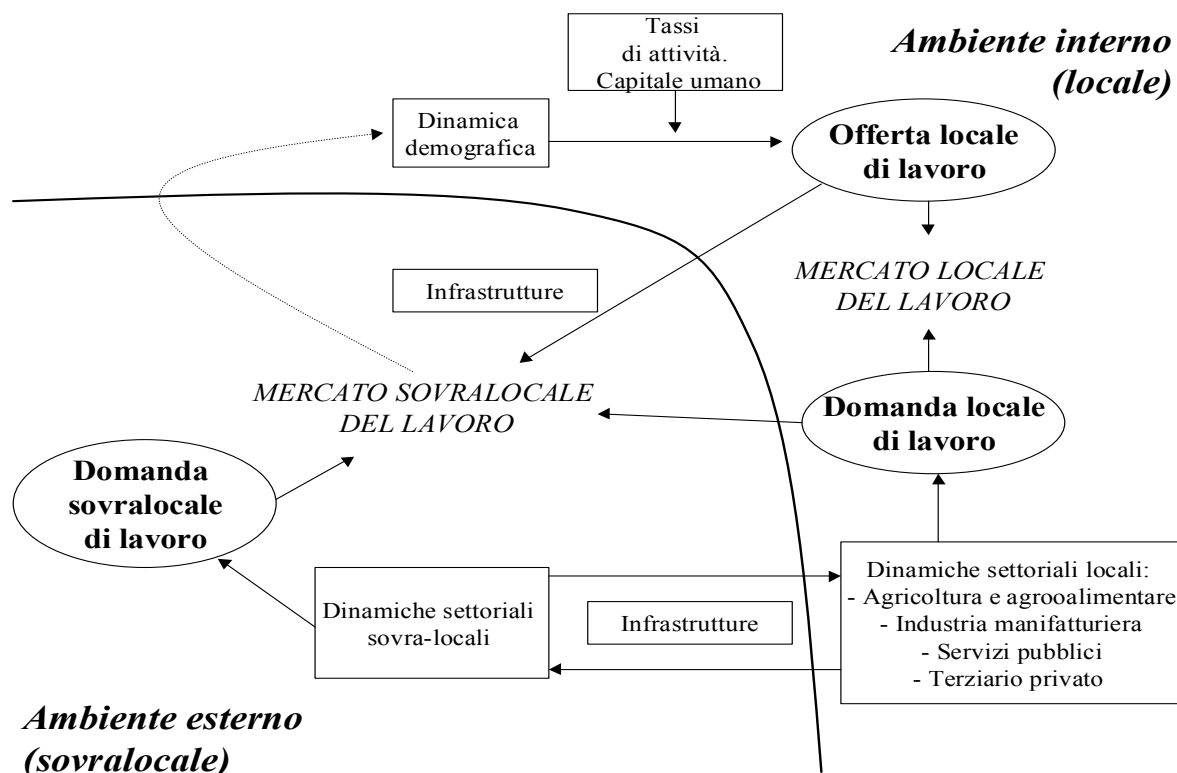 Tassi
di attività.
Capitale umano
Ambiente interno
(locale)
Dinamica
demografica
Offerta locale
di lavoro
MERCATO LOCALE
DEL LAVORO
Infrastrutture
MERCATO SOVRALOCALE
DEL LAVORO
Domanda locale
di lavoro
Domanda
sovralocale
di lavoro
Dinamiche settoriali
sovra-locali
Infrastrutture
Dinamiche settoriali locali:
- Agricoltura e agrooalimentare
- Industria manifatturiera
- Servizi pubblici
- Terziario privato
Ambiente esterno
(sovralocale)